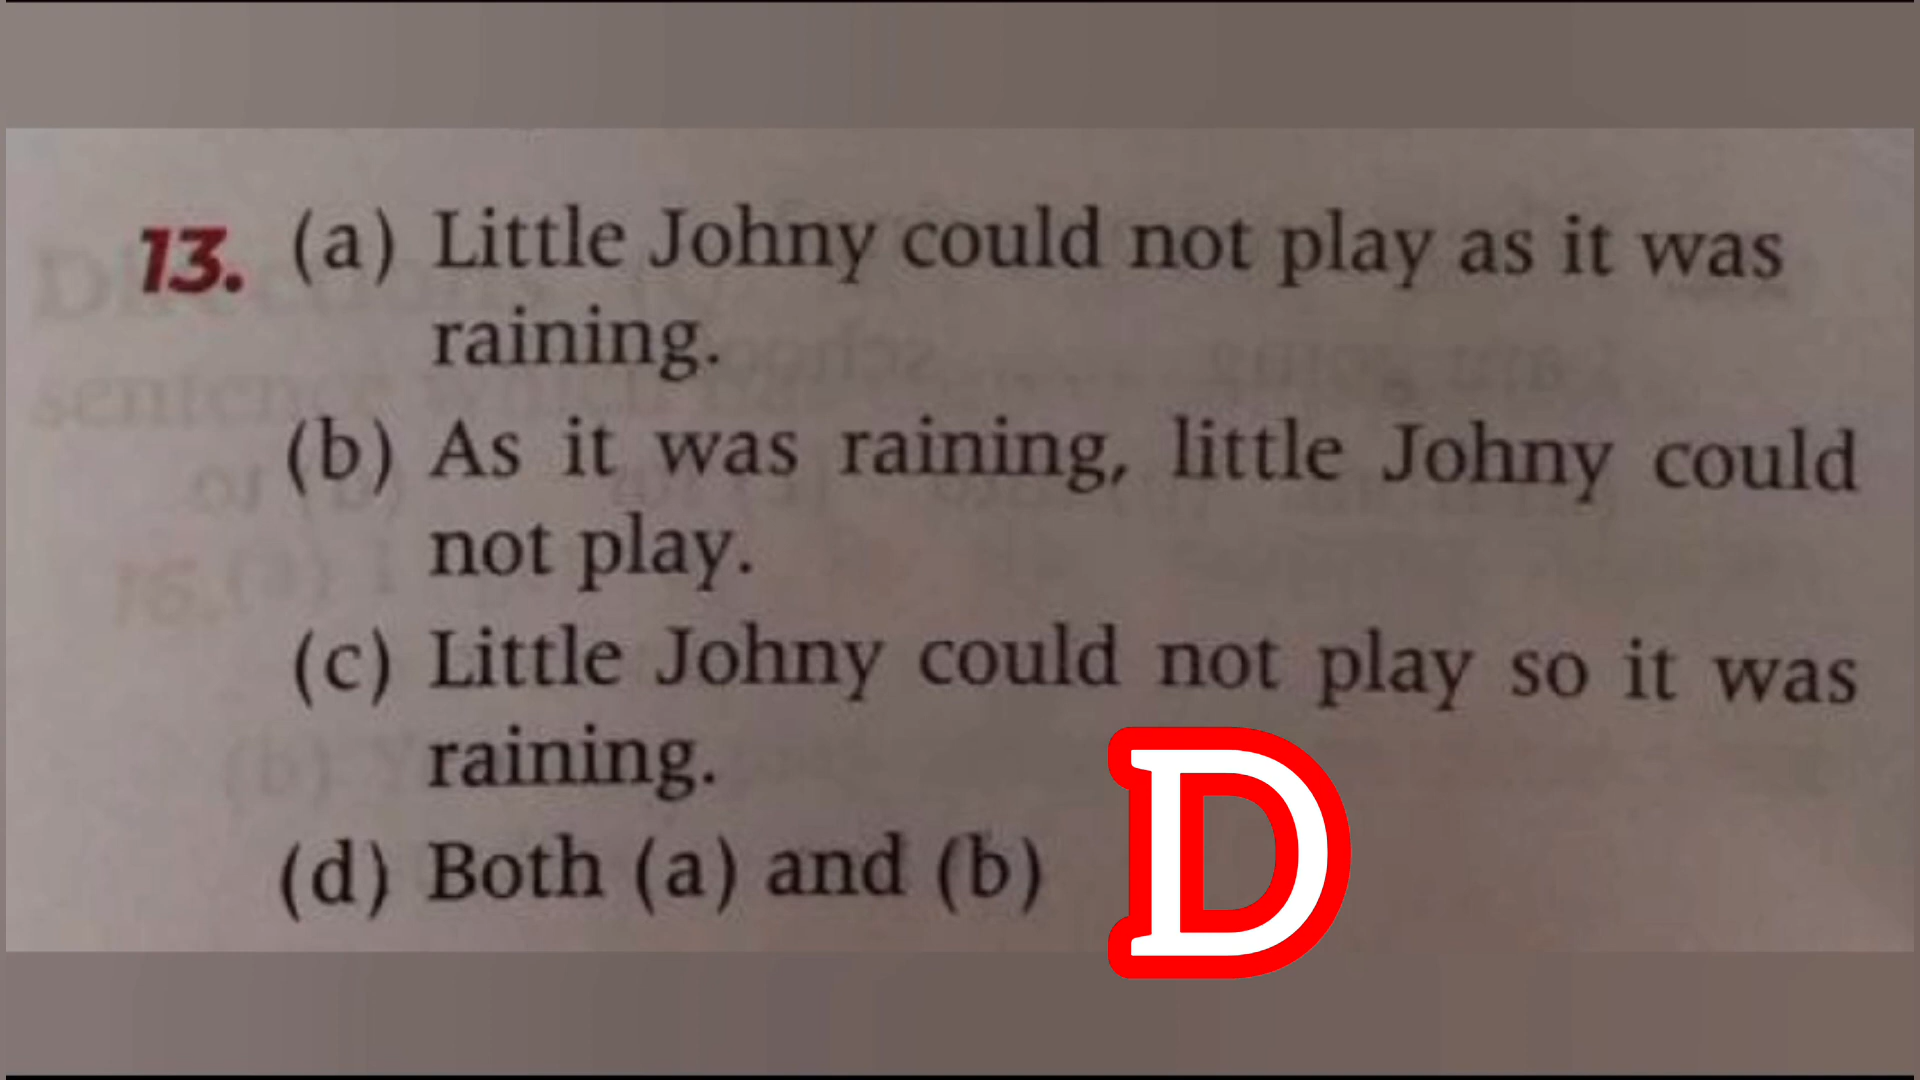 13. (a) Little Johny could not play as it was
raining.
(b) As it was raining, little Johny could
not play.
(c) Little Johny could not play so it was
raining.
(d) Both (a) and (b)
D